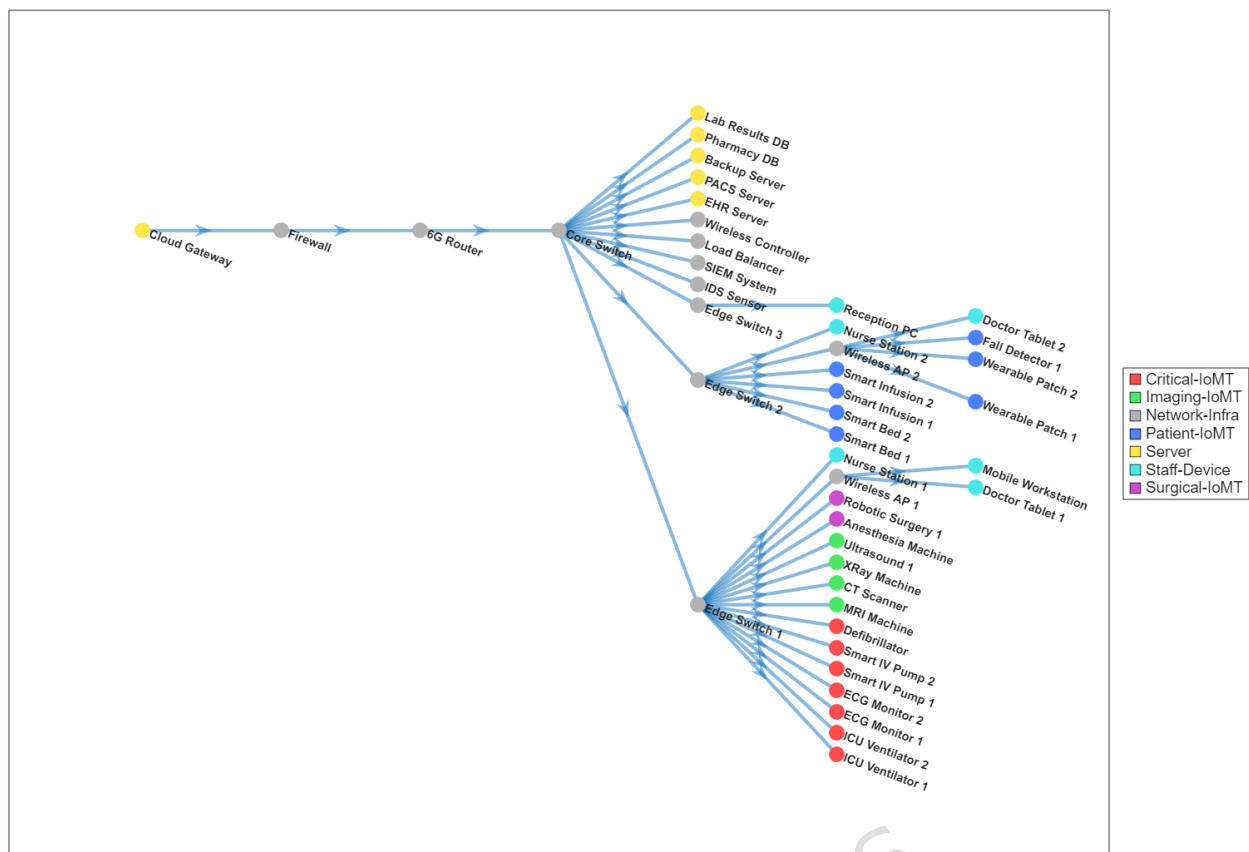 Lab Results DB
Pharmacy DB
Backup Server
PACS Server
EHR Server
Wireless Controller
Load Balancer
SIEM System
IDS Sensor
Edge Switch 3
Cloud Gateway
Firewall
6G Router
Core Switch
Reception PC
Nurse Station 2
Wireless AP 2
Smart Infusion 2
Smart Infusion 1
Smart Bed 2
Smart Bed 1
Doctor Tablet 2
Fall Detector 1
Wearable Patch 2
Wearable Patch 1
Edge Switch 2
Nurse Station 1
Wireless AP 1
Robotic Surgery 1
Anesthesia Machine
Ultrasound 1
XRay Machine
CT Scanner
MRI Machine
Defibrillator
Smart IV Pump 2
Smart IV Pump 1
ECG Monitor 2
ECG Monitor 1
ICU Ventilator 2
ICU Ventilator 1
Mobile Workstation
Doctor Tablet 1
Edge Switch 1
Critical-IoMT
Imaging-IoMT
Network-Infra
Patient-IoMT
Server
Staff-Device
Surgical-IoMT